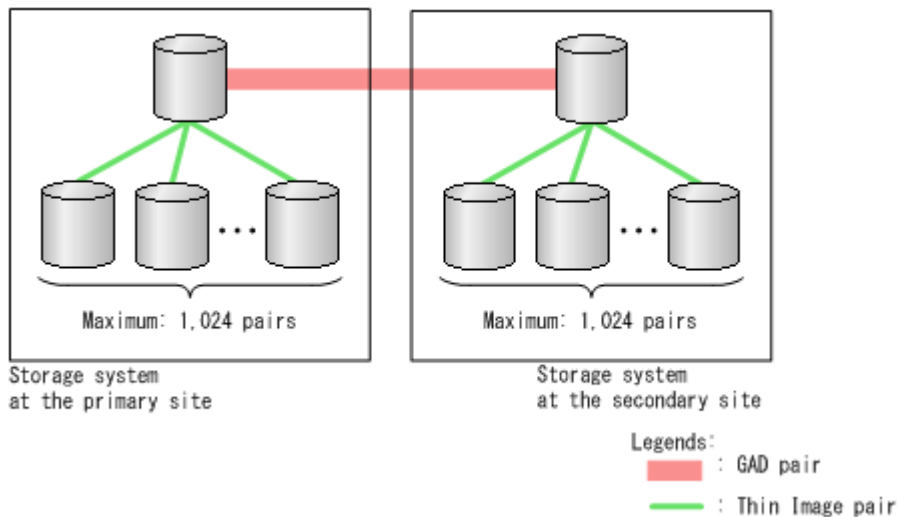 Maximum: 1,024 pairs
Maximum: 1,024 pairs
Storage system
at the primary site
Storage system
at the secondary site
Legends:
: GAD pair
: Thin Image pair